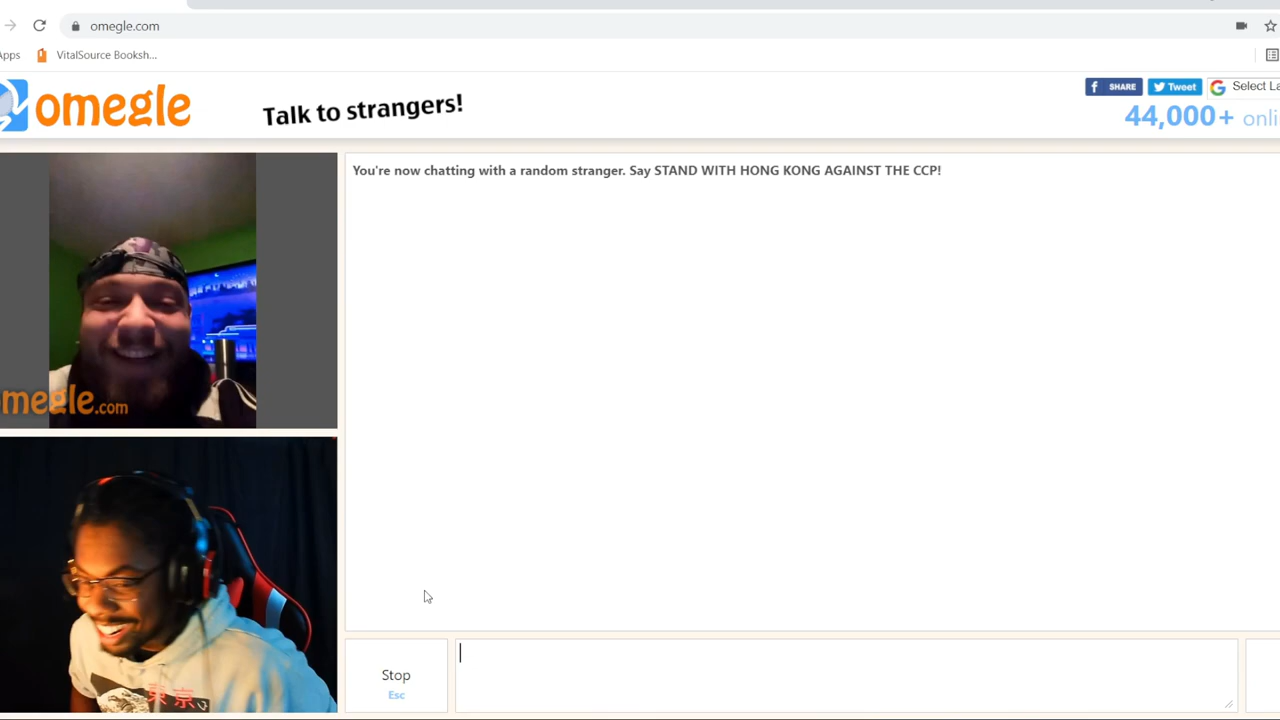 omegle.com
Apps
VitalSource Booksh...
omegle
Talk to strangers!
SHARE
Tweet
Select La
44,000+ onli
You're now chatting with a random stranger. Say STAND WITH HONG KONG AGAINST THE CCP!
omegle.com
東京
Stop
Esc